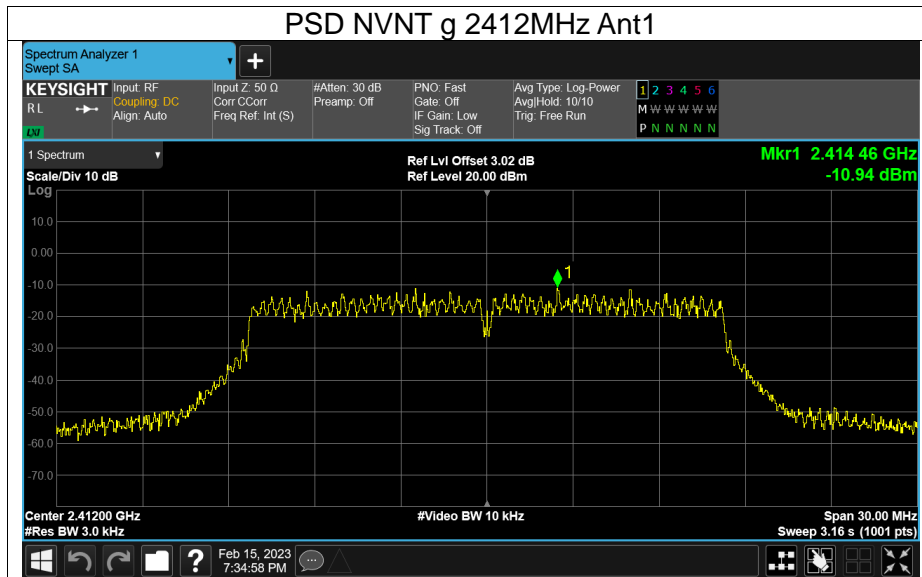 PSD NVNT g 2412MHz Ant1
Spectrum Analyzer 1
Swept SA
+
KEYSIGHT
R L
LXI
Input: RF
Coupling: DC
Align: Auto
Input Z: 50 Ω
Corr CCorr
Freq Ref: Int (S)
#Atten: 30 dB
Preamp: Off
PNO: Fast
Gate: Off
IF Gain: Low
Sig Track: Off
Avg Type: Log-Power
Avg|Hold: 10/10
Trig: Free Run
1 2 3 4 5 6
M W W W W W
P N N N N N
1 Spectrum
Scale/Div 10 dB
Log
Ref Lvl Offset 3.02 dB
Ref Level 20.00 dBm
Mkr1 2.414 46 GHz
-10.94 dBm
10.0
0.00
-10.0
-20.0
-30.0
-40.0
-50.0
-60.0
-70.0
1
Center 2.41200 GHz
#Res BW 3.0 kHz
#Video BW 10 kHz
Span 30.00 MHz
Sweep 3.16 s (1001 pts)
?
Feb 15, 2023
7:34:58 PM